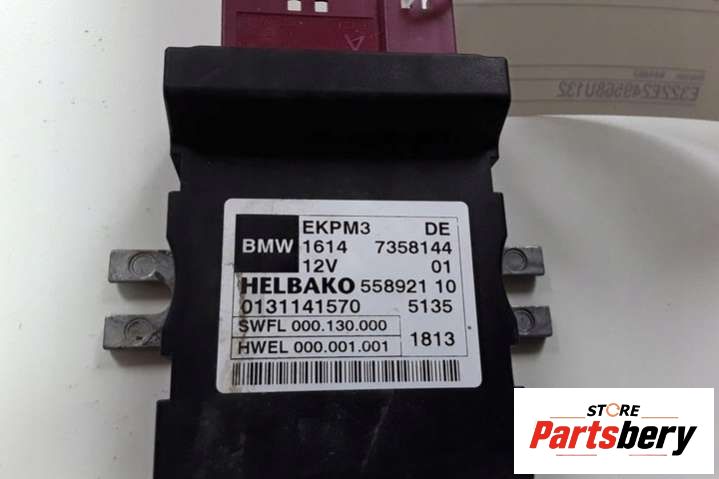 BMW
EKPM3 DE
1614 7358144
12V 01
HELBAKO 558921 10
0131141570 5135
SWFL 000.130.000
HWEL 000.001.001 1813
STORE
Partsbery